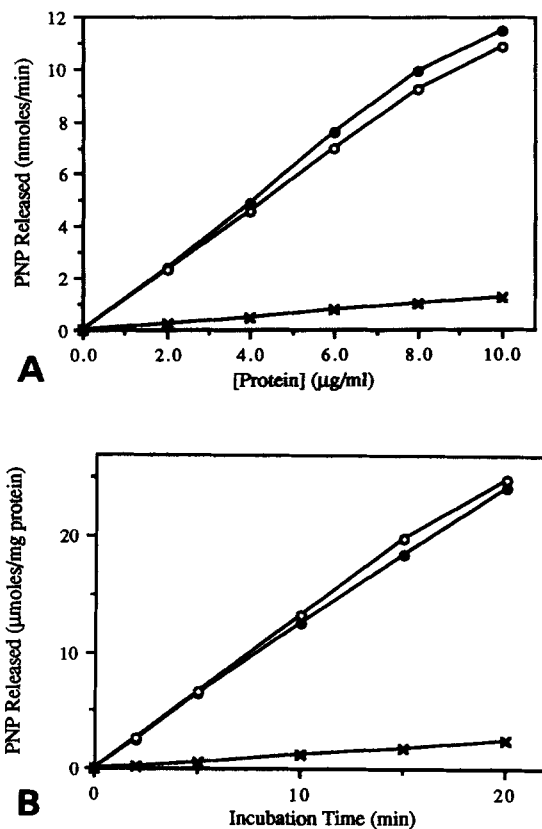 12
10
8
6
4
2
0
0.0 2.0 4.0 6.0 8.0 10.0
PNP Released (nmoles/min)
[Protein] (μg/ml)
A
20
10
0
0 10 20
PNP Released (μmoles/mg protein)
Incubation Time (min)
B